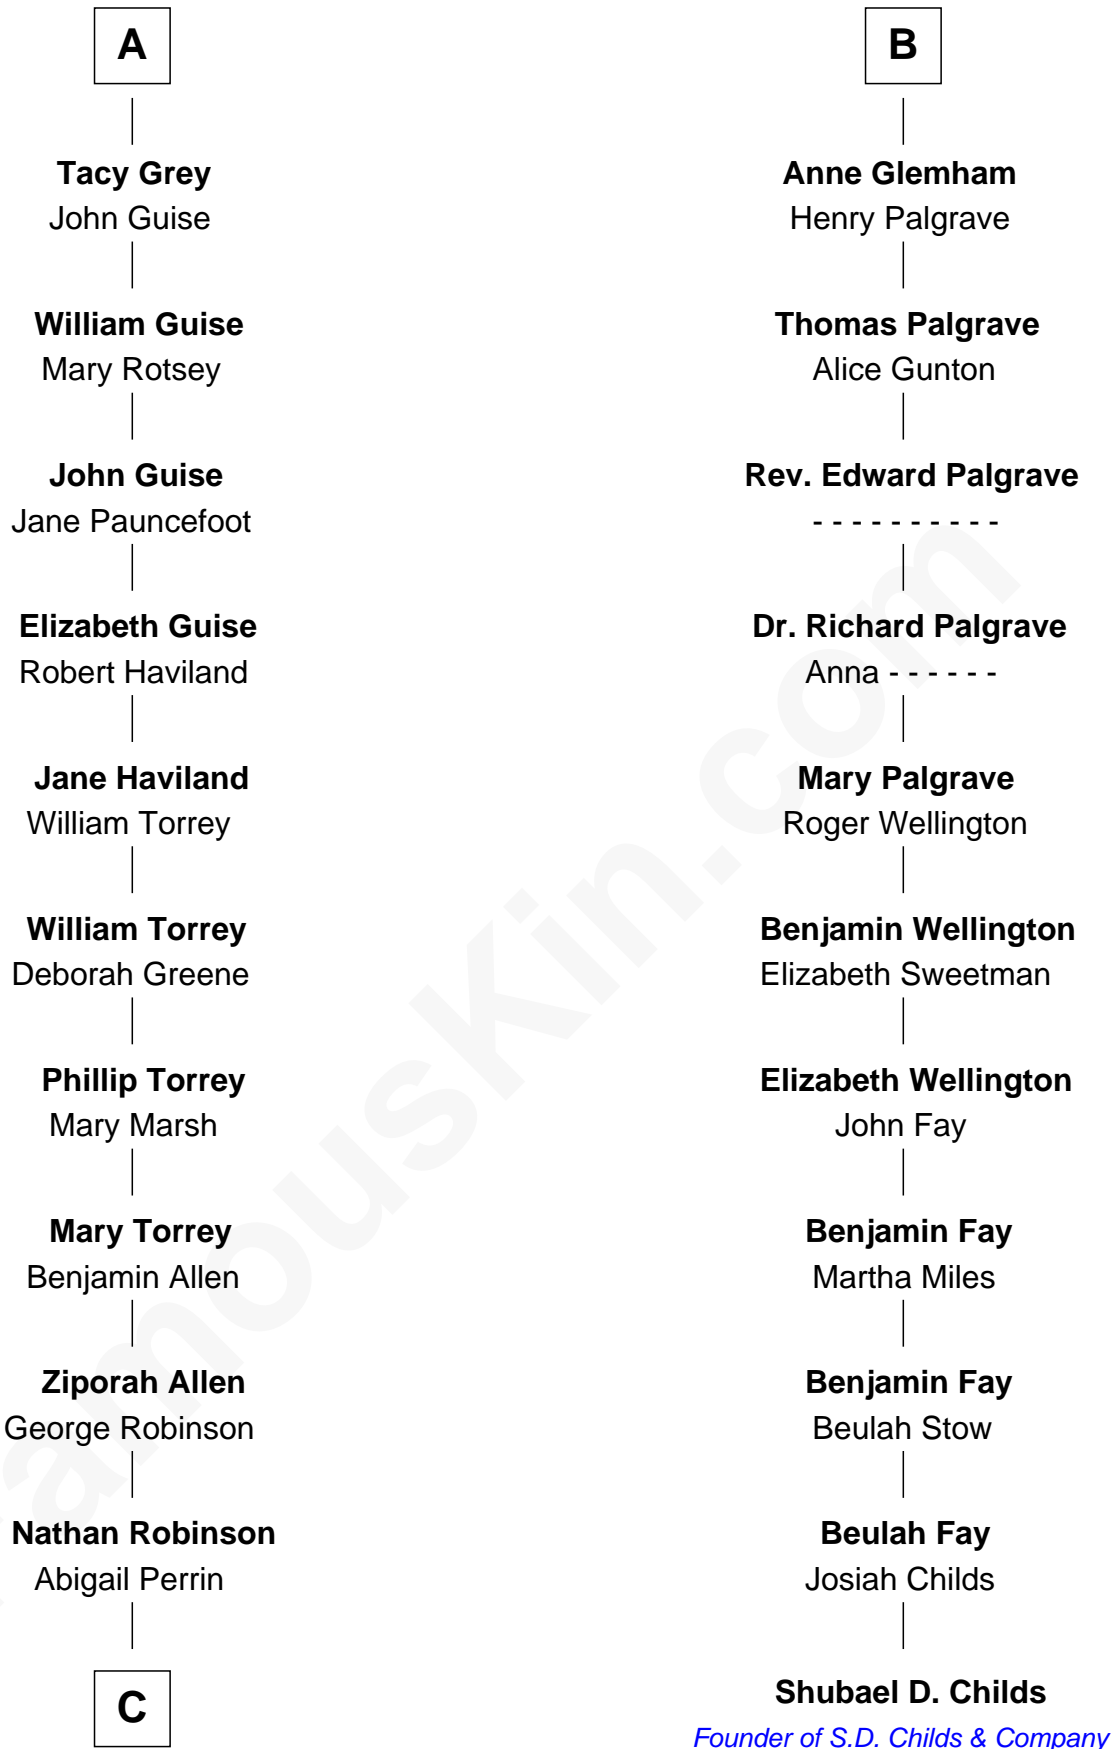 A
Tacy Grey
John Guise
William Guise
Mary Rotsey
John Guise
Jane Pauncefoot
Elizabeth Guise
Robert Haviland
Jane Haviland
William Torrey
William Torrey
Deborah Greene
Phillip Torrey
Mary Marsh
Mary Torrey
Benjamin Allen
Ziporah Allen
George Robinson
Nathan Robinson
Abigail Perrin
C
B
Anne Glemham
Henry Palgrave
Thomas Palgrave
Alice Gunton
Rev. Edward Palgrave
- - - - - - - - - -
Dr. Richard Palgrave
Anna - - - - - -
Mary Palgrave
Roger Wellington
Benjamin Wellington
Elizabeth Sweetman
Elizabeth Wellington
John Fay
Benjamin Fay
Martha Miles
Benjamin Fay
Beulah Stow
Beulah Fay
Josiah Childs
Shubael D. Childs
Founder of S.D. Childs & Company
FamousKin.com